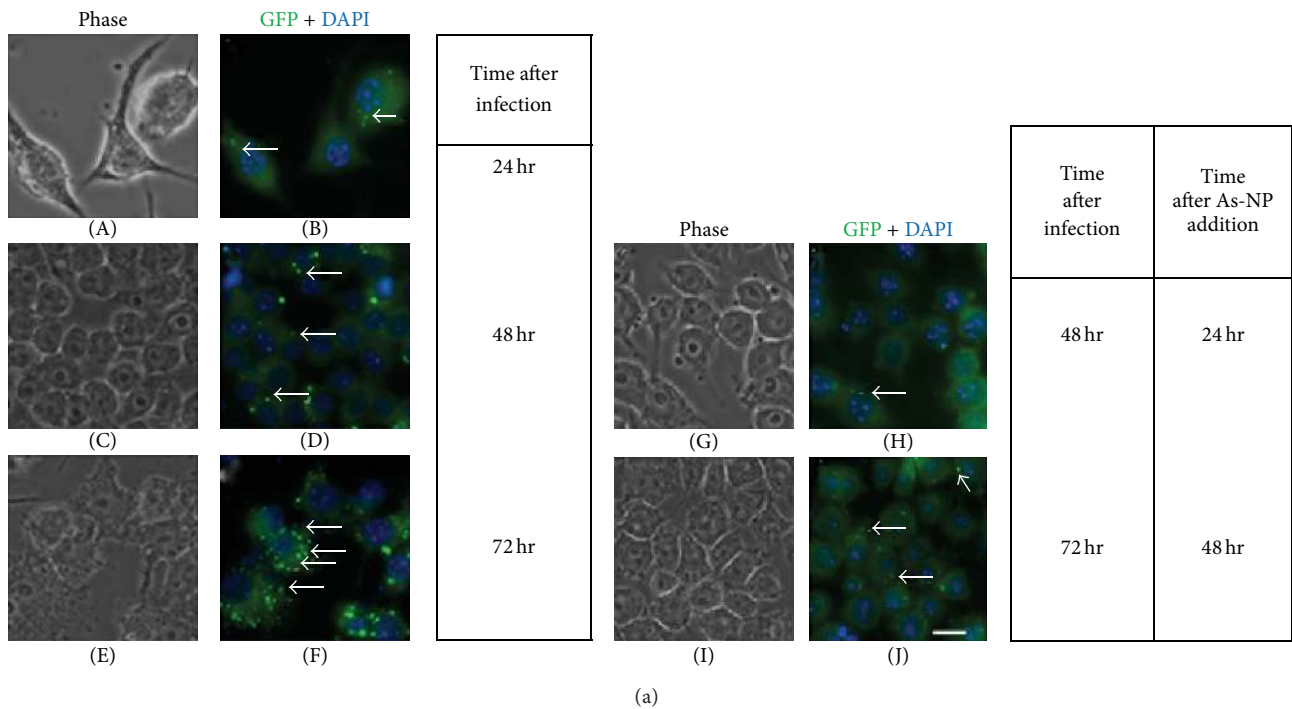 Phase
GFP + DAPI
(A)
(B)
(C)
(D)
(E)
(F)
Time after
infection
24 hr
48 hr
72 hr
Phase
GFP + DAPI
(G)
(H)
(I)
(J)
Time
after
infection
Time
after As-NP
addition
48 hr
24 hr
72 hr
48 hr
(a)